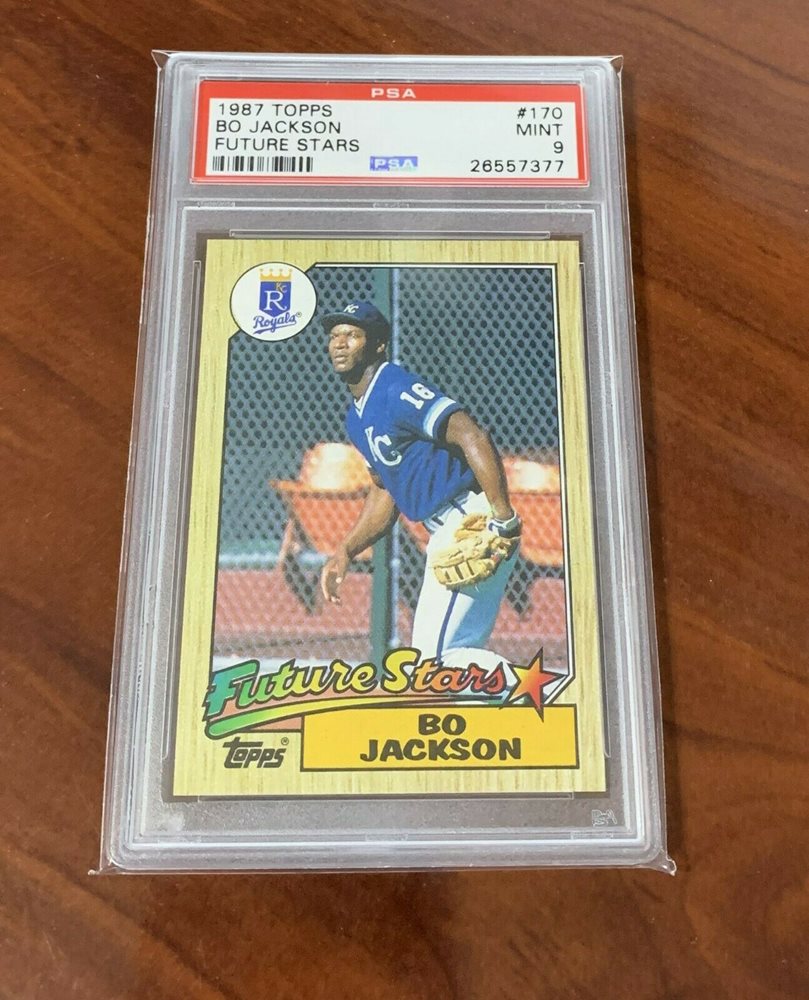 PSA
1987 TOPPS #170
BO JACKSON MINT
FUTURE STARS 9
PSA 26557377
KC
R
Royals®
KC
16
KC
Future Stars
topps®
BO
JACKSON
PSA